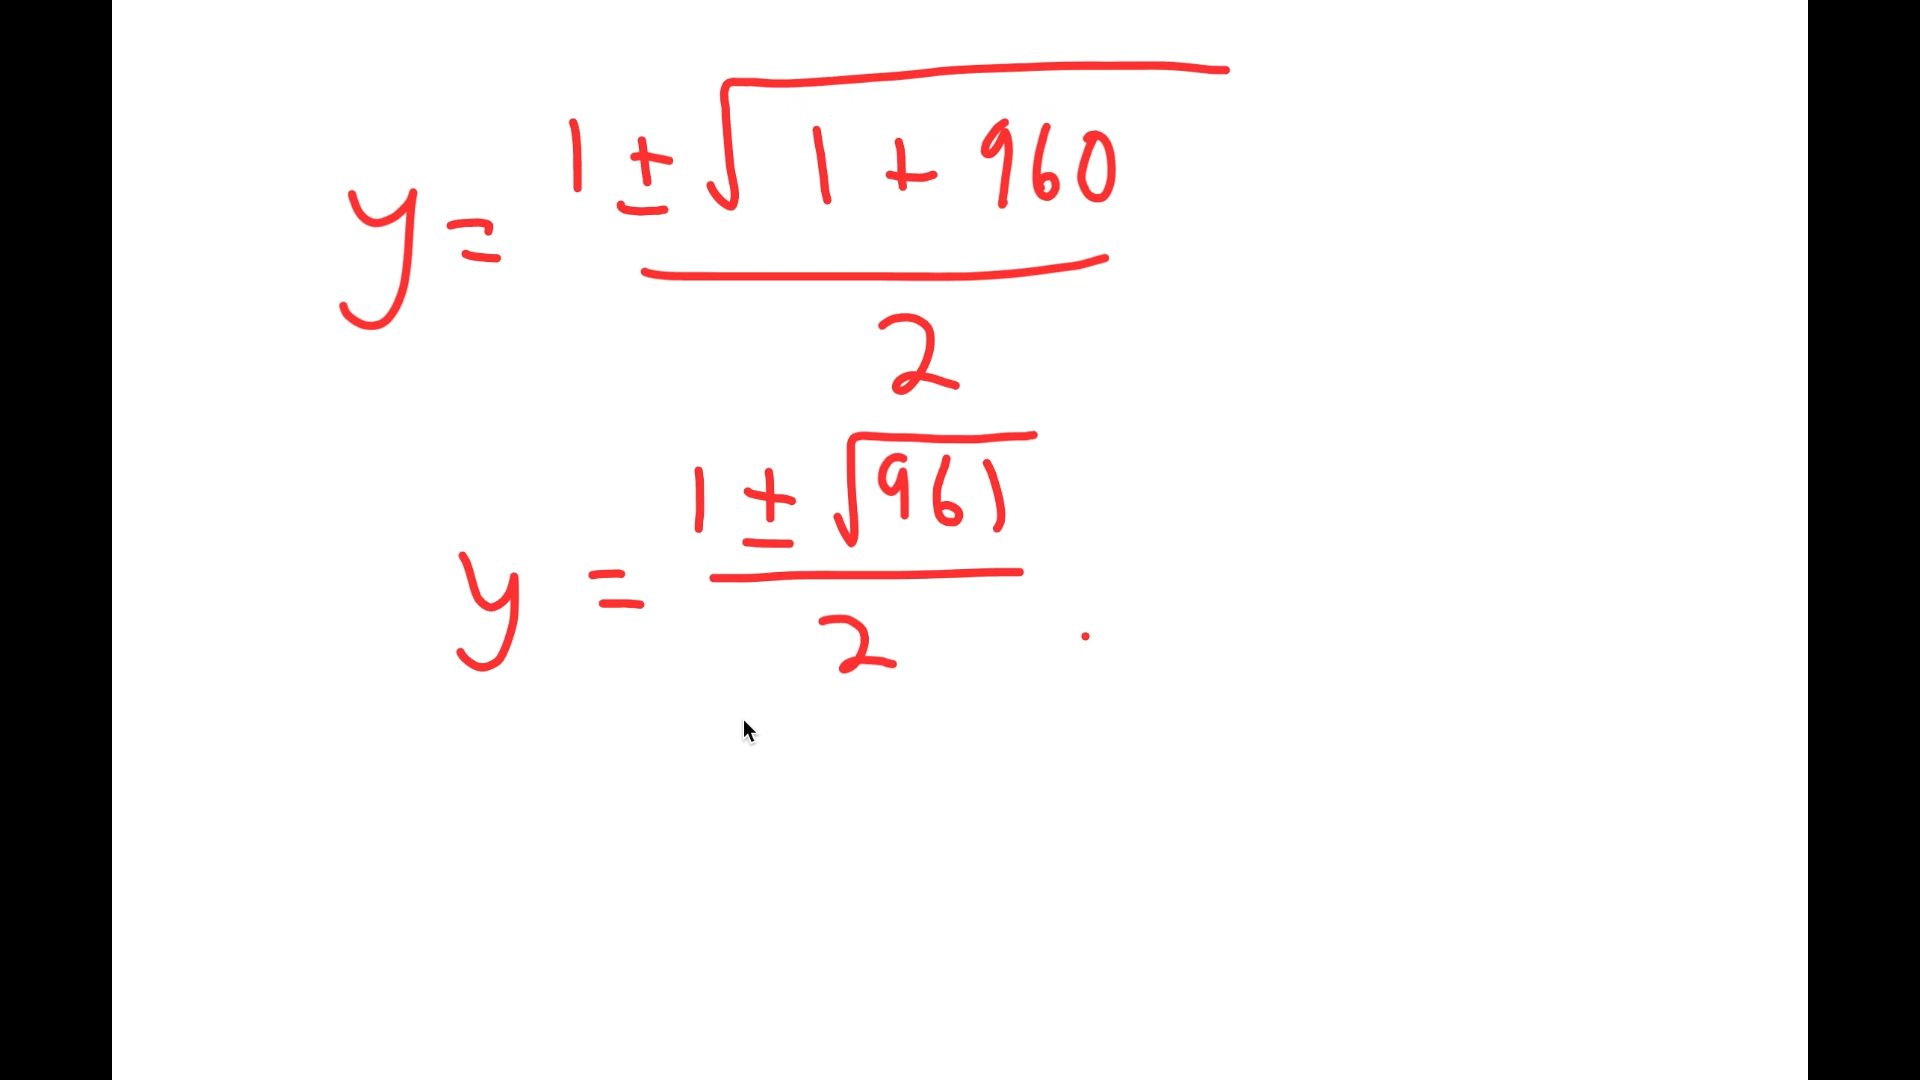 y = 1 ± √1 + 960 / 2
y = 1 ± √961 / 2 .